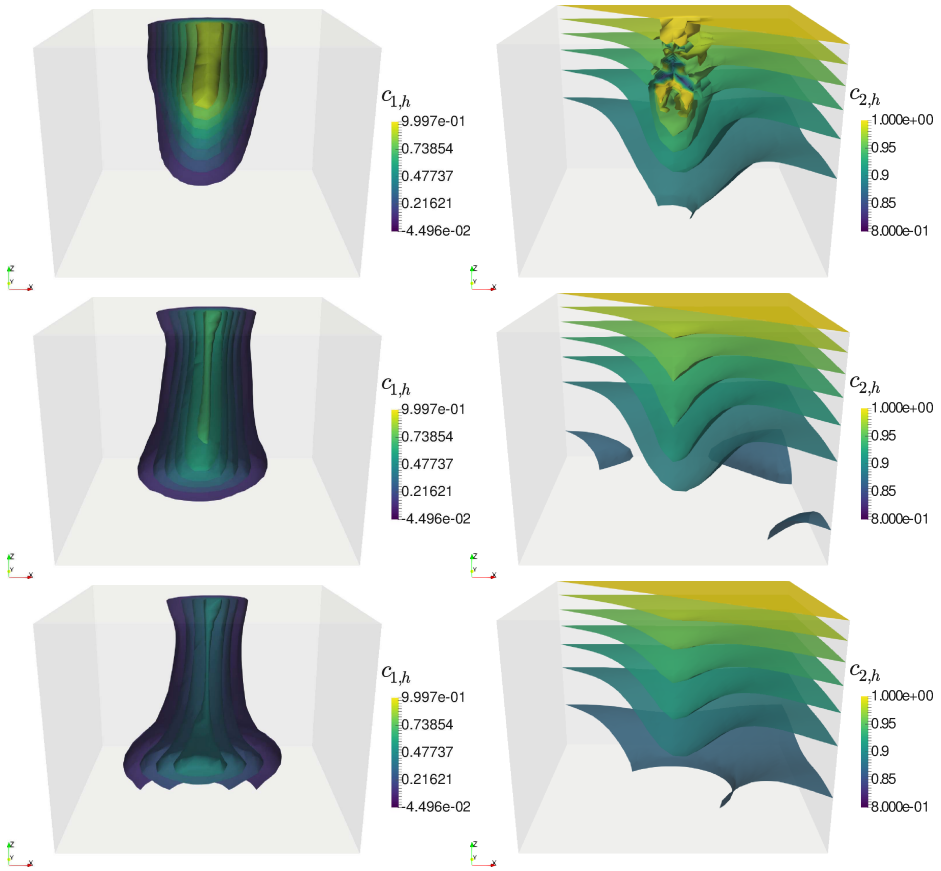 c1,h
9.997e-01
0.73854
0.47737
0.21621
-4.496e-02
Z
Y
X
c2,h
1.000e+00
0.95
0.9
0.85
8.000e-01
Z
Y
X
c1,h
9.997e-01
0.73854
0.47737
0.21621
-4.496e-02
Z
Y
X
c2,h
1.000e+00
0.95
0.9
0.85
8.000e-01
Z
Y
X
c1,h
9.997e-01
0.73854
0.47737
0.21621
-4.496e-02
Z
Y
X
c2,h
1.000e+00
0.95
0.9
0.85
8.000e-01
Z
Y
X